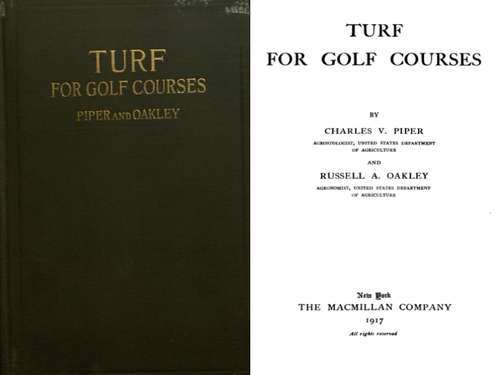 TURF
FOR GOLF COURSES
PIPER AND OAKLEY
TURF
FOR GOLF COURSES
BY
CHARLES V. PIPER
AGROSTOLOGIST, UNITED STATES DEPARTMENT
OF AGRICULTURE
AND
RUSSELL A. OAKLEY
AGRONOMIST, UNITED STATES DEPARTMENT
OF AGRICULTURE
New York
THE MACMILLAN COMPANY
1917
All rights reserved